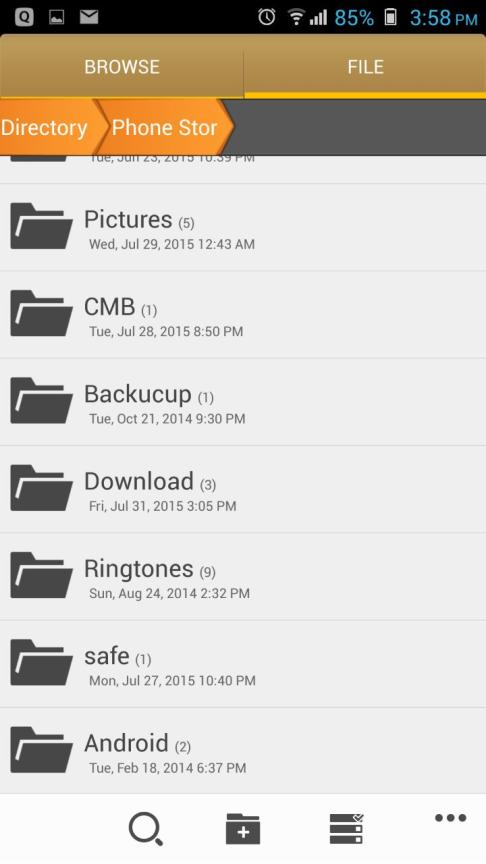 85% 3:58 PM
BROWSE FILE
Directory Phone Stor
Tue, Jun 23, 2015 10:39 PM
Pictures (5)
Wed, Jul 29, 2015 12:43 AM
CMB (1)
Tue, Jul 28, 2015 8:50 PM
Backucup (1)
Tue, Oct 21, 2014 9:30 PM
Download (3)
Fri, Jul 31, 2015 3:05 PM
Ringtones (9)
Sun, Aug 24, 2014 2:32 PM
safe (1)
Mon, Jul 27, 2015 10:40 PM
Android (2)
Tue, Feb 18, 2014 6:37 PM